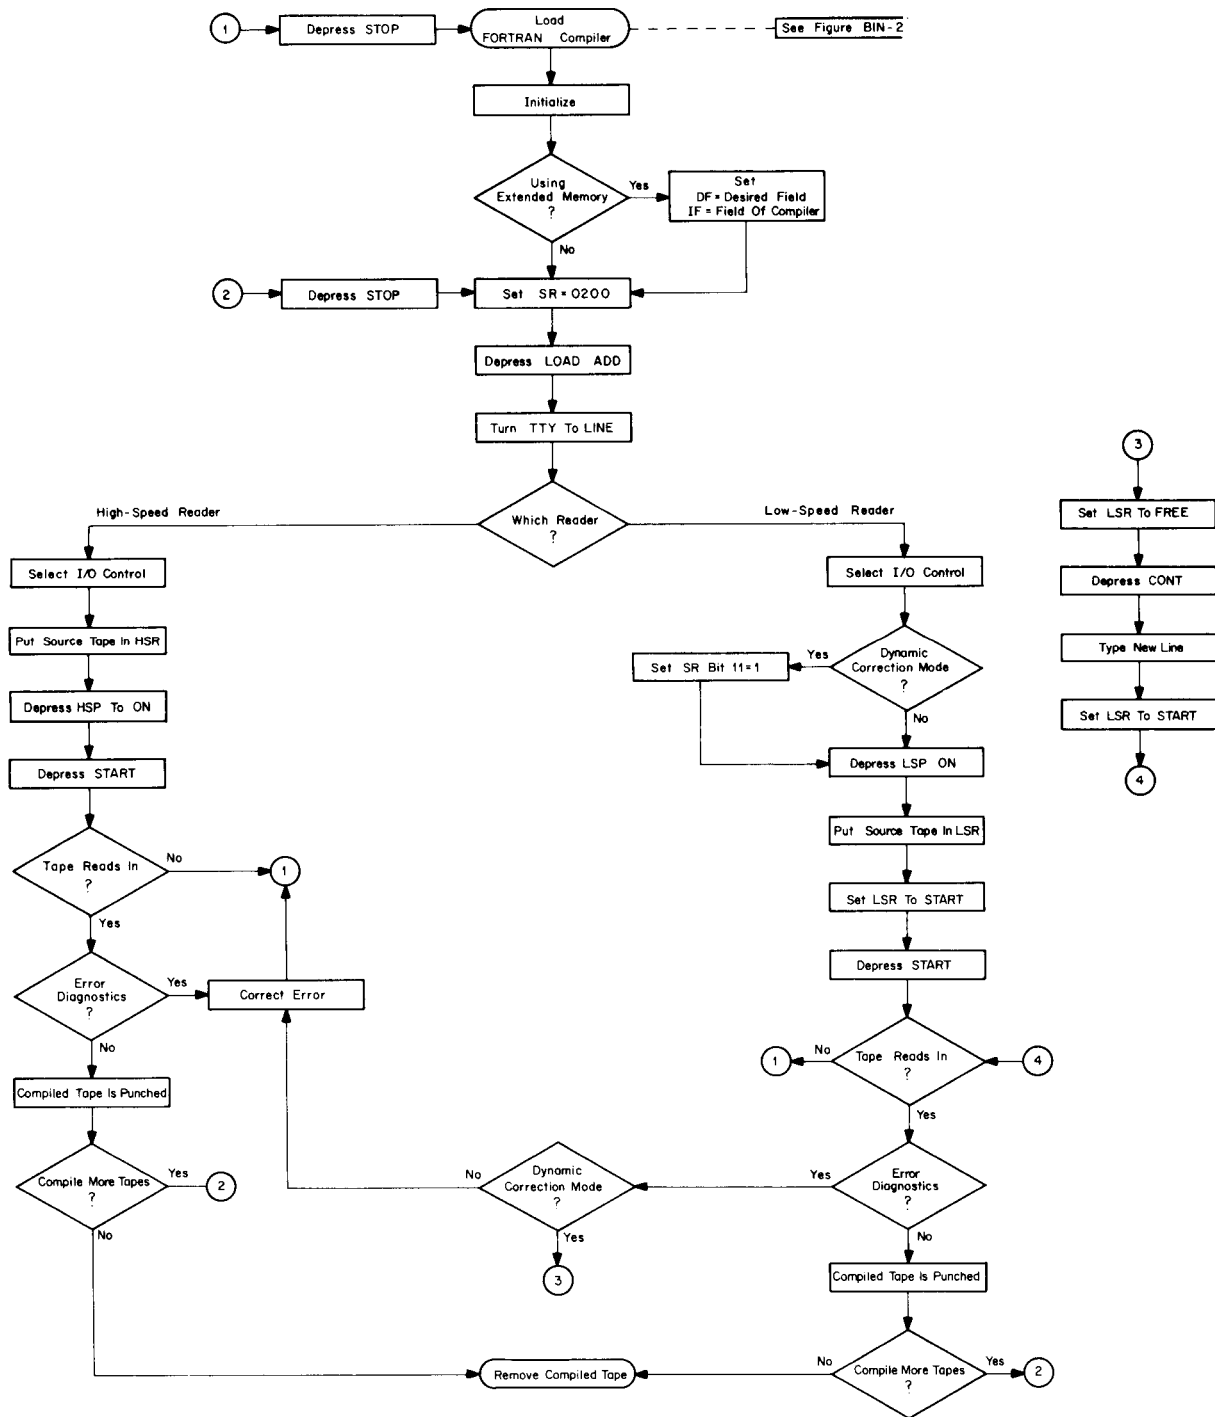 1
Depress STOP
Load
FORTRAN Compiler
See Figure BIN-2
Initialize
Using
Extended Memory
?
Yes
Set
DF = Desired Field
IF = Field Of Compiler
No
2
Depress STOP
Set SR = 0200
Depress LOAD ADD
Turn TTY To LINE
Which Reader
?
High-Speed Reader
Low-Speed Reader
Select I/O Control
Put Source Tape In HSR
Depress HSP To ON
Depress START
Tape Reads In
?
No
1
Yes
Error
Diagnostics
?
Yes
Correct Error
No
Compiled Tape Is Punched
Compile More Tapes
?
Yes
2
No
Select I/O Control
Dynamic
Correction Mode
?
Yes
Set SR Bit 11=1
No
Depress LSP ON
Put Source Tape In LSR
Set LSR To START
Depress START
Tape Reads In
?
No
1
4
Yes
Error
Diagnostics
?
Yes
Dynamic
Correction Mode
?
No
Yes
3
No
Compiled Tape Is Punched
Compile More Tapes
?
Yes
2
No
Remove Compiled Tape
3
Set LSR To FREE
Depress CONT
Type New Line
Set LSR To START
4